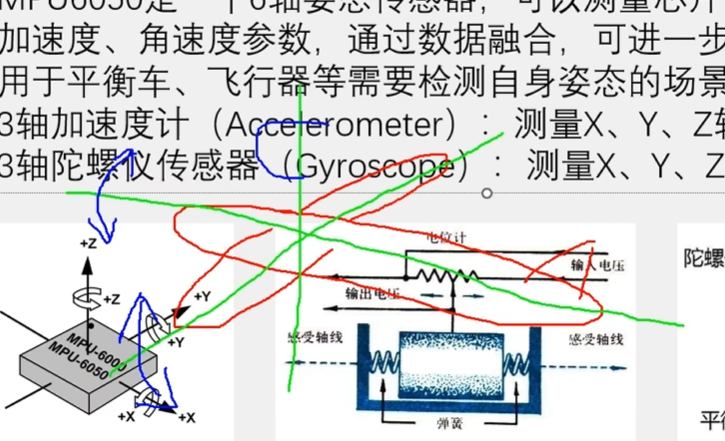 MPU6050是一个6轴姿态传感器，可以测量芯片
加速度、角速度参数，通过数据融合，可进一步
用于平衡车、飞行器等需要检测自身姿态的场景
3轴加速度计（Accelerometer）：测量X、Y、Z轴
3轴陀螺仪传感器（Gyroscope）：测量X、Y、Z
+Z
+Z
+Y
+Y
MPU-6000
MPU-6050
+X
+X
电位计
输入电压
输出电压
感受轴线
感受轴线
弹簧
陀螺
平衡